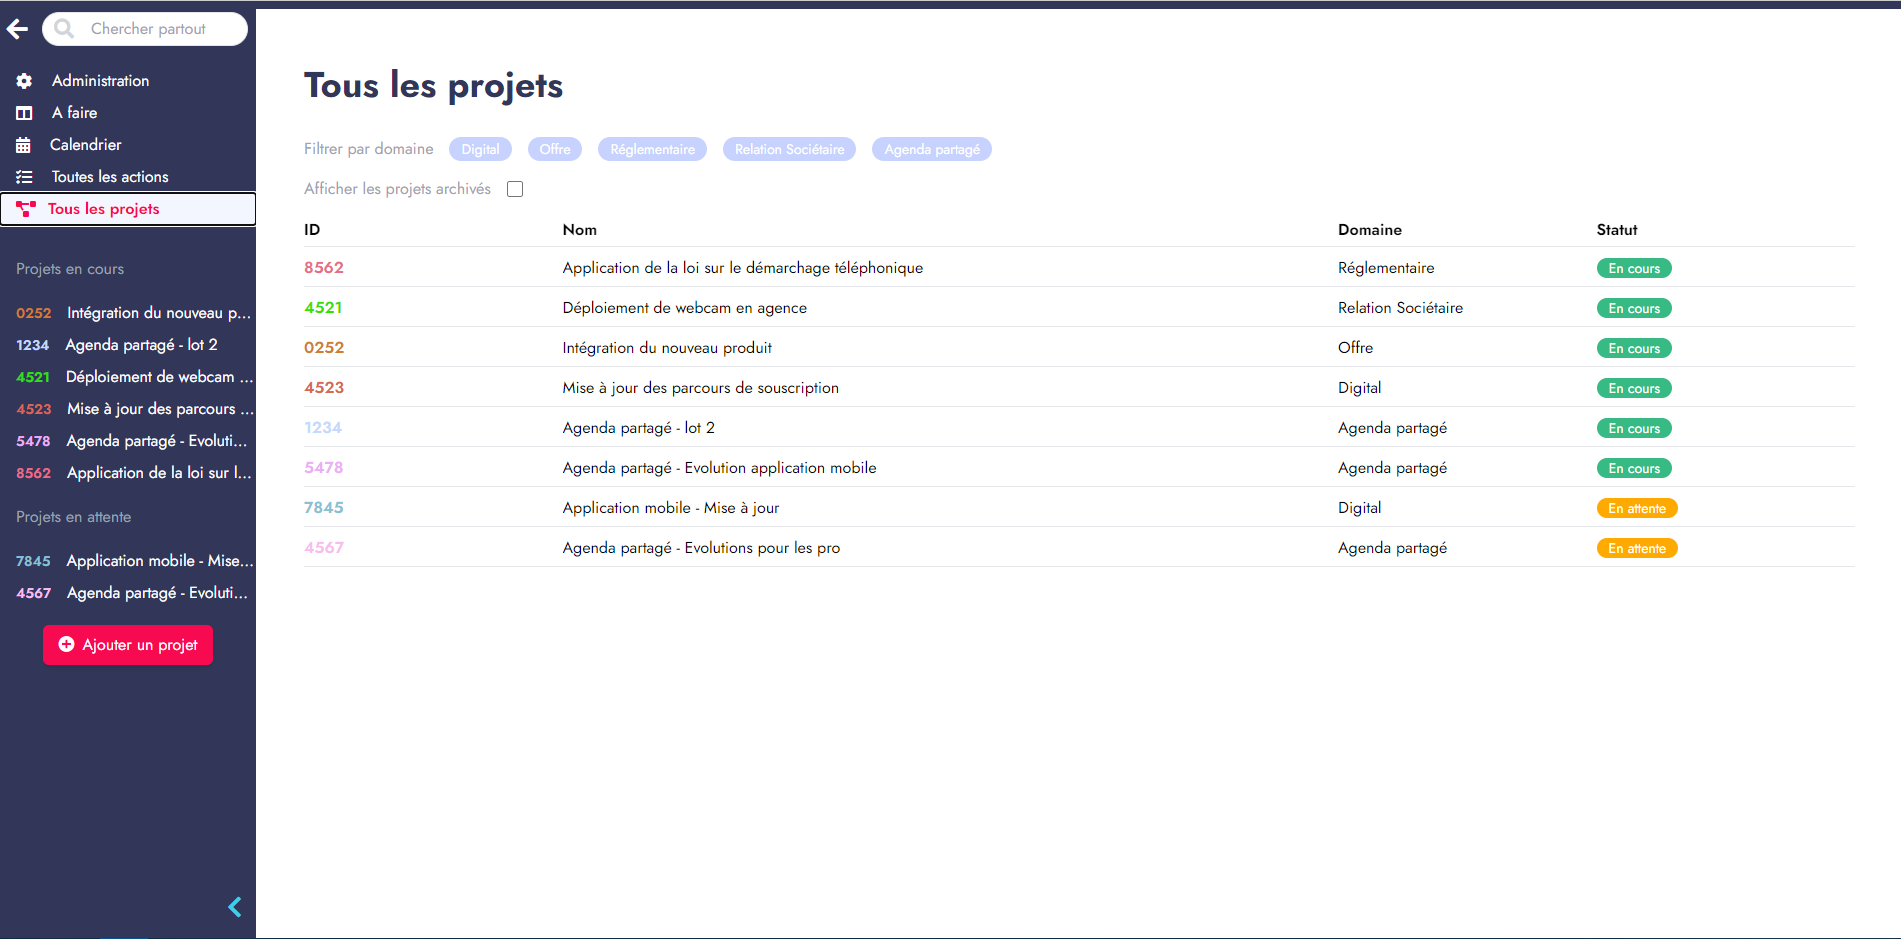 Chercher partout
Administration
A faire
Calendrier
Toutes les actions
Tous les projets
Projets en cours
0252 Intégration du nouveau p...
1234 Agenda partagé - lot 2
4521 Déploiement de webcam ...
4523 Mise à jour des parcours ...
5478 Agenda partagé - Evoluti...
8562 Application de la loi sur l...
Projets en attente
7845 Application mobile - Mise...
4567 Agenda partagé - Evoluti...
Ajouter un projet
Tous les projets
Filtrer par domaine Digital Offre Réglementaire Relation Sociétaire Agenda partagé
Afficher les projets archivés
ID Nom Domaine Statut
8562 Application de la loi sur le démarchage téléphonique Réglementaire En cours
4521 Déploiement de webcam en agence Relation Sociétaire En cours
0252 Intégration du nouveau produit Offre En cours
4523 Mise à jour des parcours de souscription Digital En cours
1234 Agenda partagé - lot 2 Agenda partagé En cours
5478 Agenda partagé - Evolution application mobile Agenda partagé En cours
7845 Application mobile - Mise à jour Digital En attente
4567 Agenda partagé - Evolutions pour les pro Agenda partagé En attente